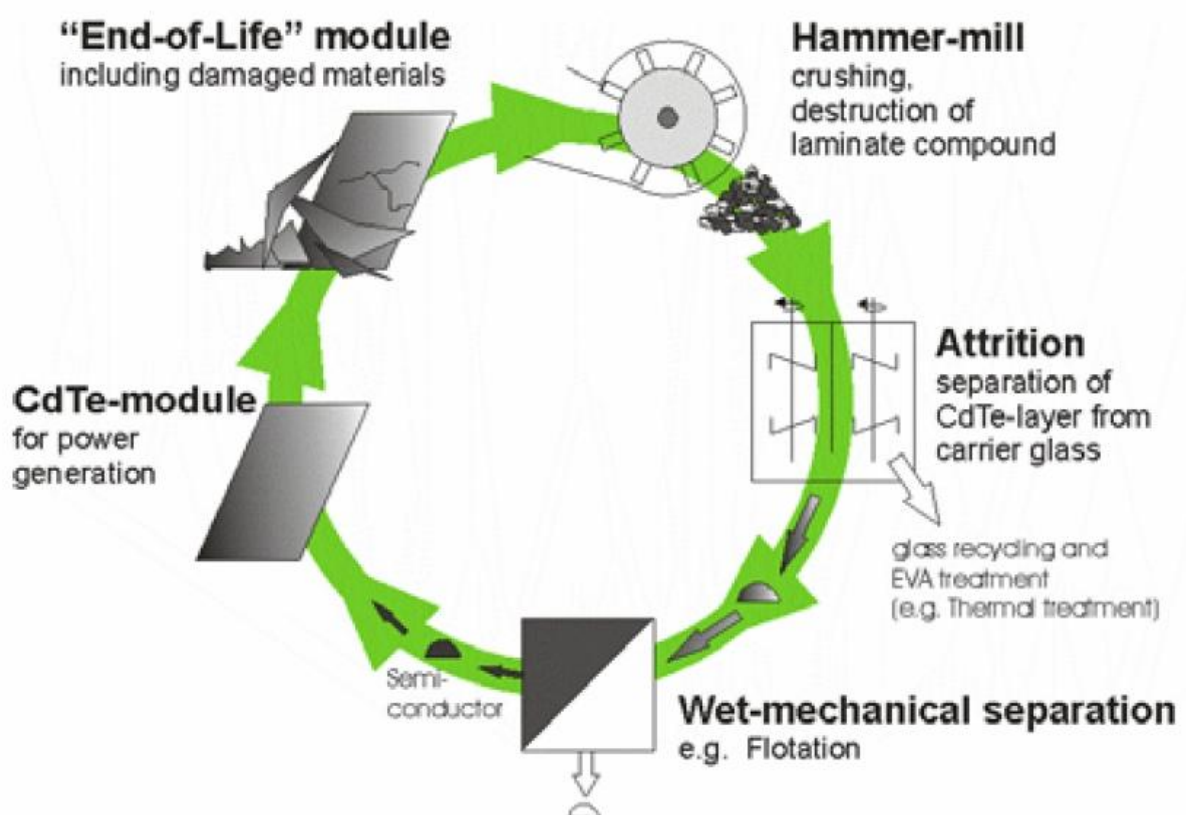 “End-of-Life” module
including damaged materials
Hammer-mill
crushing,
destruction of
laminate compound
Attrition
separation of
CdTe-layer from
carrier glass
glass recycling and
EVA treatment
(e.g. Thermal treatment)
Wet-mechanical separation
e.g. Flotation
Semi-
conductor
CdTe-module
for power
generation